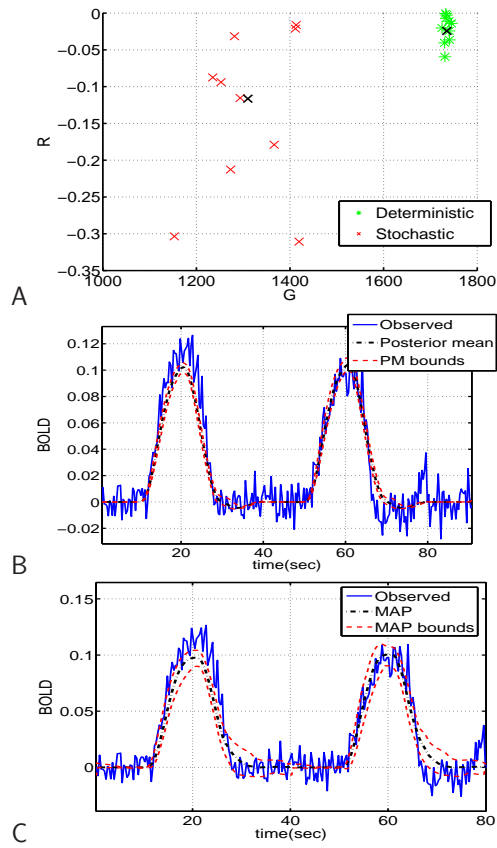 0
−0.05
−0.1
−0.15
−0.2
−0.25
−0.3
−0.35
R
1000 1200 1400 1600 1800
G
Deterministic
Stochastic
A
0.12
0.1
0.08
0.06
0.04
0.02
0
−0.02
BOLD
20 40 60 80
time(sec)
Observed
Posterior mean
PM bounds
B
0.15
0.1
0.05
0
BOLD
20 40 60 80
time(sec)
Observed
MAP
MAP bounds
C